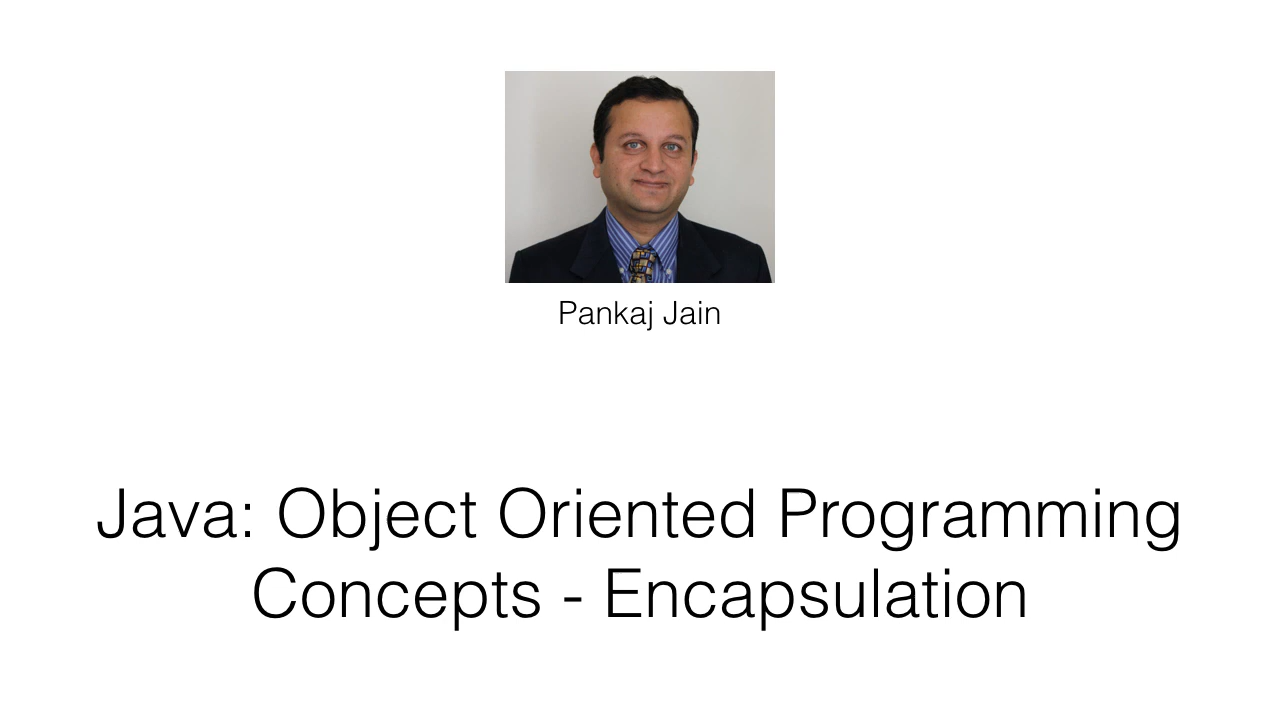 Pankaj Jain
Java: Object Oriented Programming
Concepts - Encapsulation